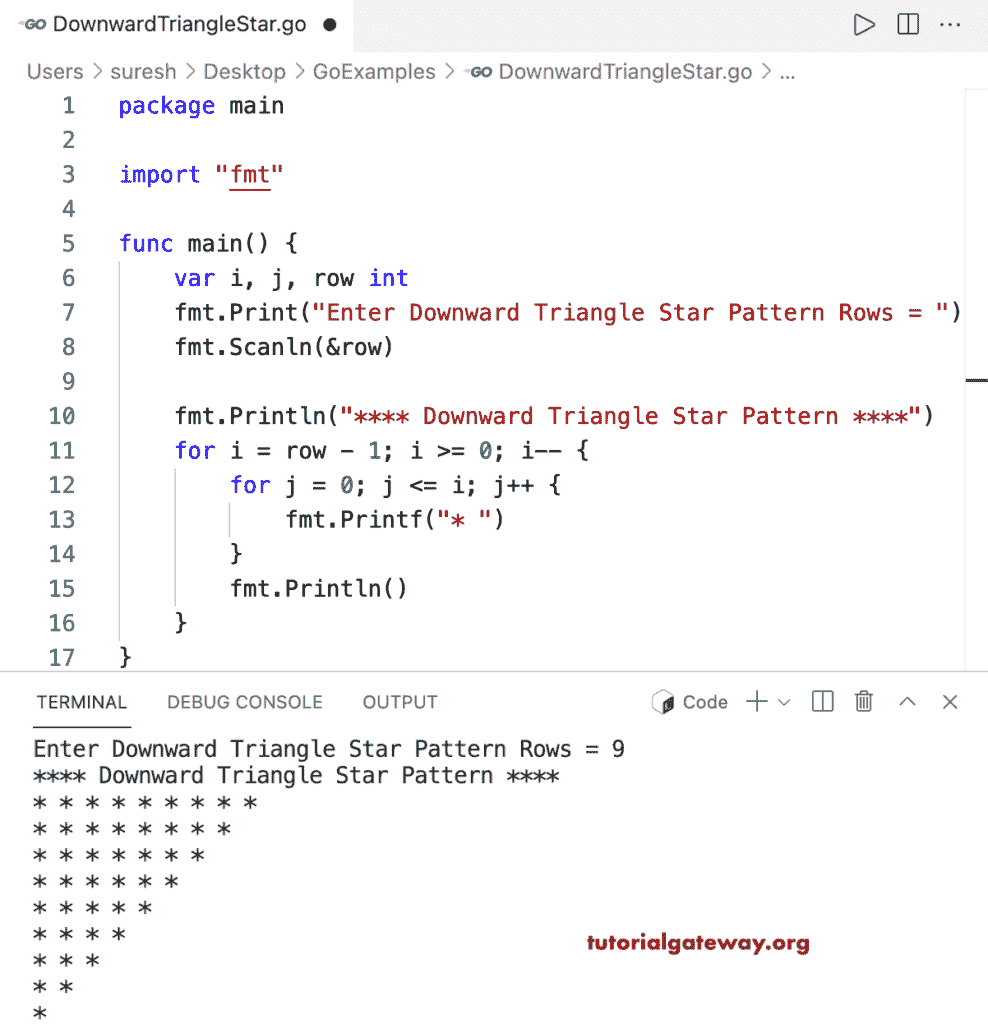 GO DownwardTriangleStar.go ●
Users > suresh > Desktop > GoExamples > GO DownwardTriangleStar.go > ...
1 package main
2
3 import "fmt"
4
5 func main() {
6     var i, j, row int
7     fmt.Print("Enter Downward Triangle Star Pattern Rows = ")
8     fmt.Scanln(&row)
9
10     fmt.Println("**** Downward Triangle Star Pattern ****")
11     for i = row - 1; i >= 0; i-- {
12         for j = 0; j <= i; j++ {
13             fmt.Printf("* ")
14         }
15         fmt.Println()
16     }
17 }
TERMINAL DEBUG CONSOLE OUTPUT Code
Enter Downward Triangle Star Pattern Rows = 9
**** Downward Triangle Star Pattern ****
* * * * * * * * *
* * * * * * * *
* * * * * * *
* * * * * *
* * * * *
* * * *
tutorialgateway.org
* * *
* *
*